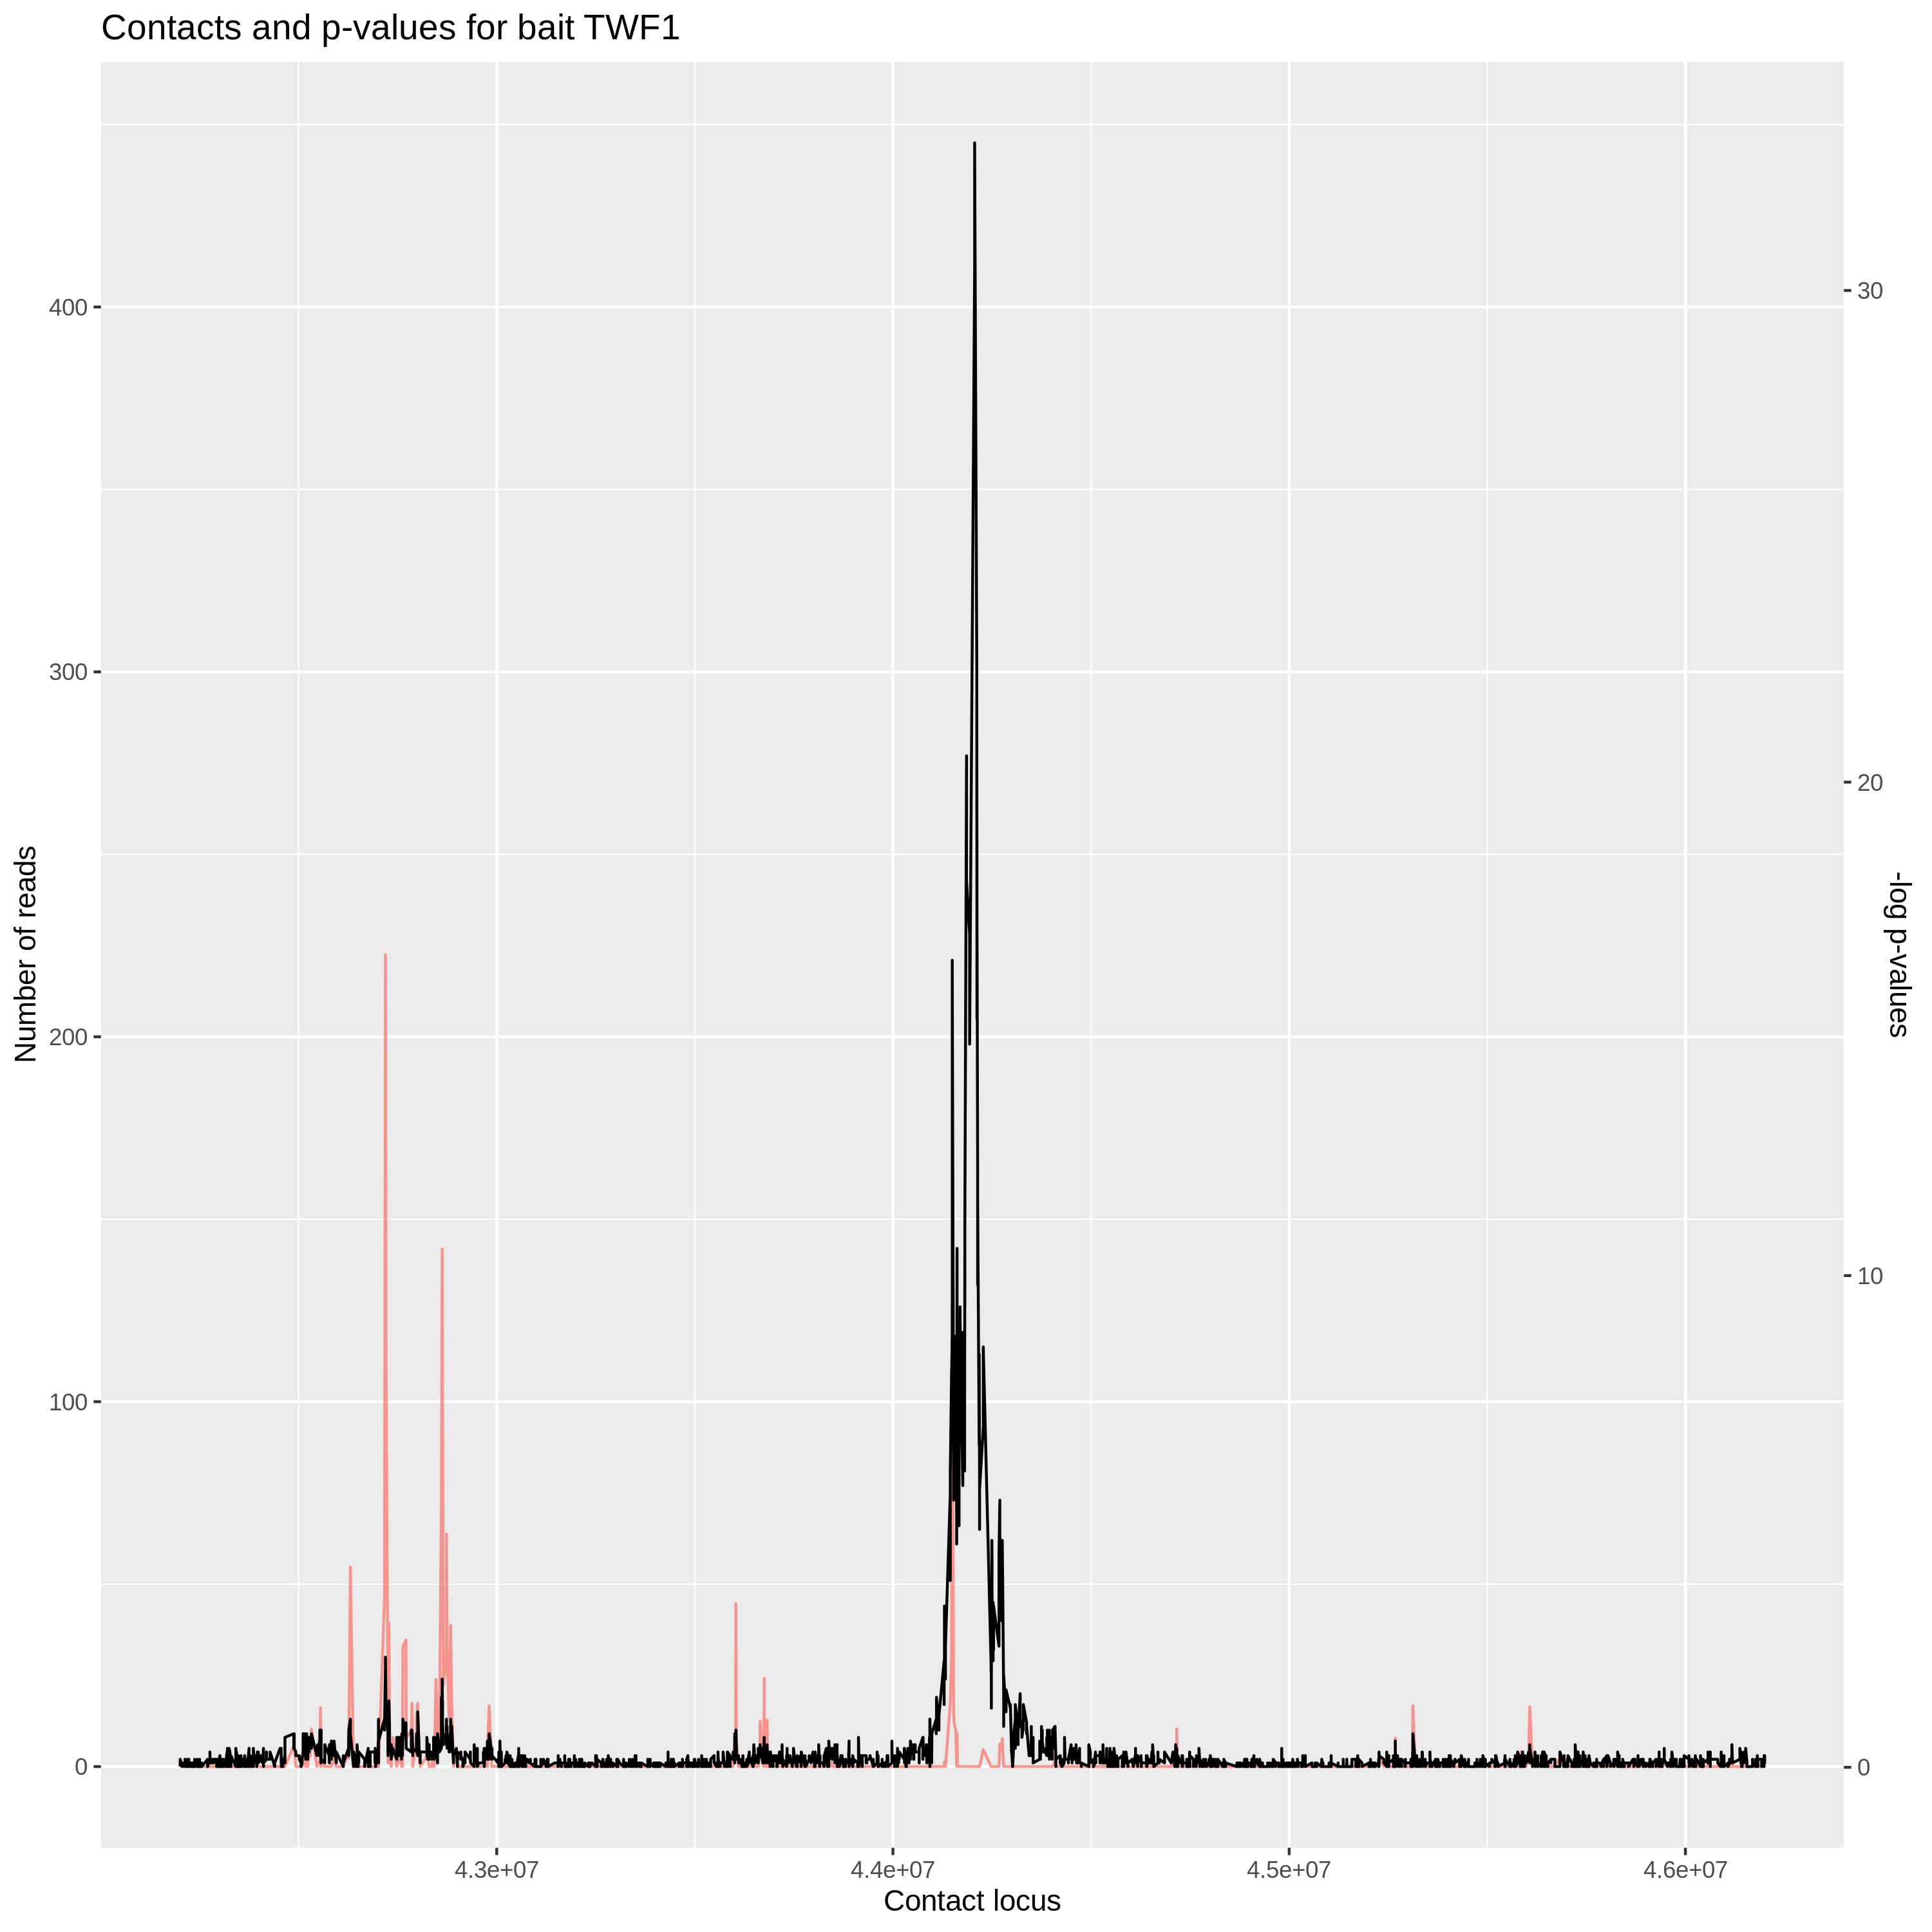 Contacts and p-values for bait TWF1
400
300
200
100
0
Number of reads
30
20
10
0
-log p-values
4.3e+07
4.4e+07
4.5e+07
4.6e+07
Contact locus